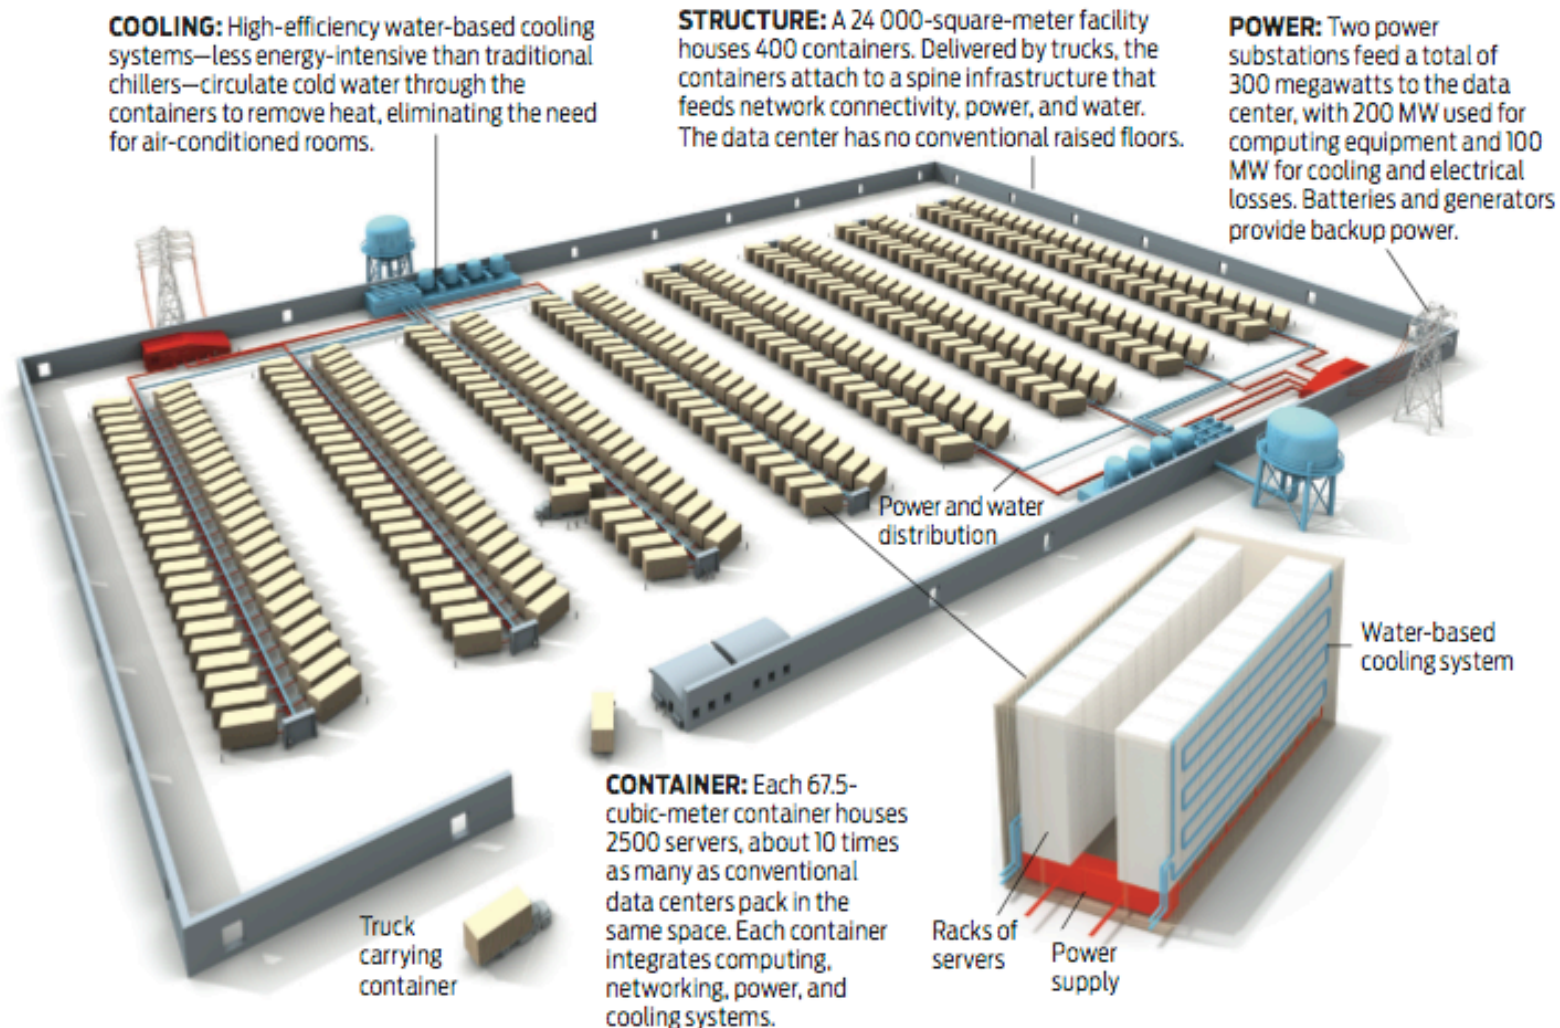 COOLING: High-efficiency water-based cooling
systems—less energy-intensive than traditional
chillers—circulate cold water through the
containers to remove heat, eliminating the need
for air-conditioned rooms.
STRUCTURE: A 24 000-square-meter facility
houses 400 containers. Delivered by trucks, the
containers attach to a spine infrastructure that
feeds network connectivity, power, and water.
The data center has no conventional raised floors.
POWER: Two power
substations feed a total of
300 megawatts to the data
center, with 200 MW used for
computing equipment and 100
MW for cooling and electrical
losses. Batteries and generators
provide backup power.
Power and water
distribution
Water-based
cooling system
CONTAINER: Each 67.5-
cubic-meter container houses
2500 servers, about 10 times
as many as conventional
data centers pack in the
same space. Each container
integrates computing,
networking, power, and
cooling systems.
Truck
carrying
container
Racks of
servers
Power
supply